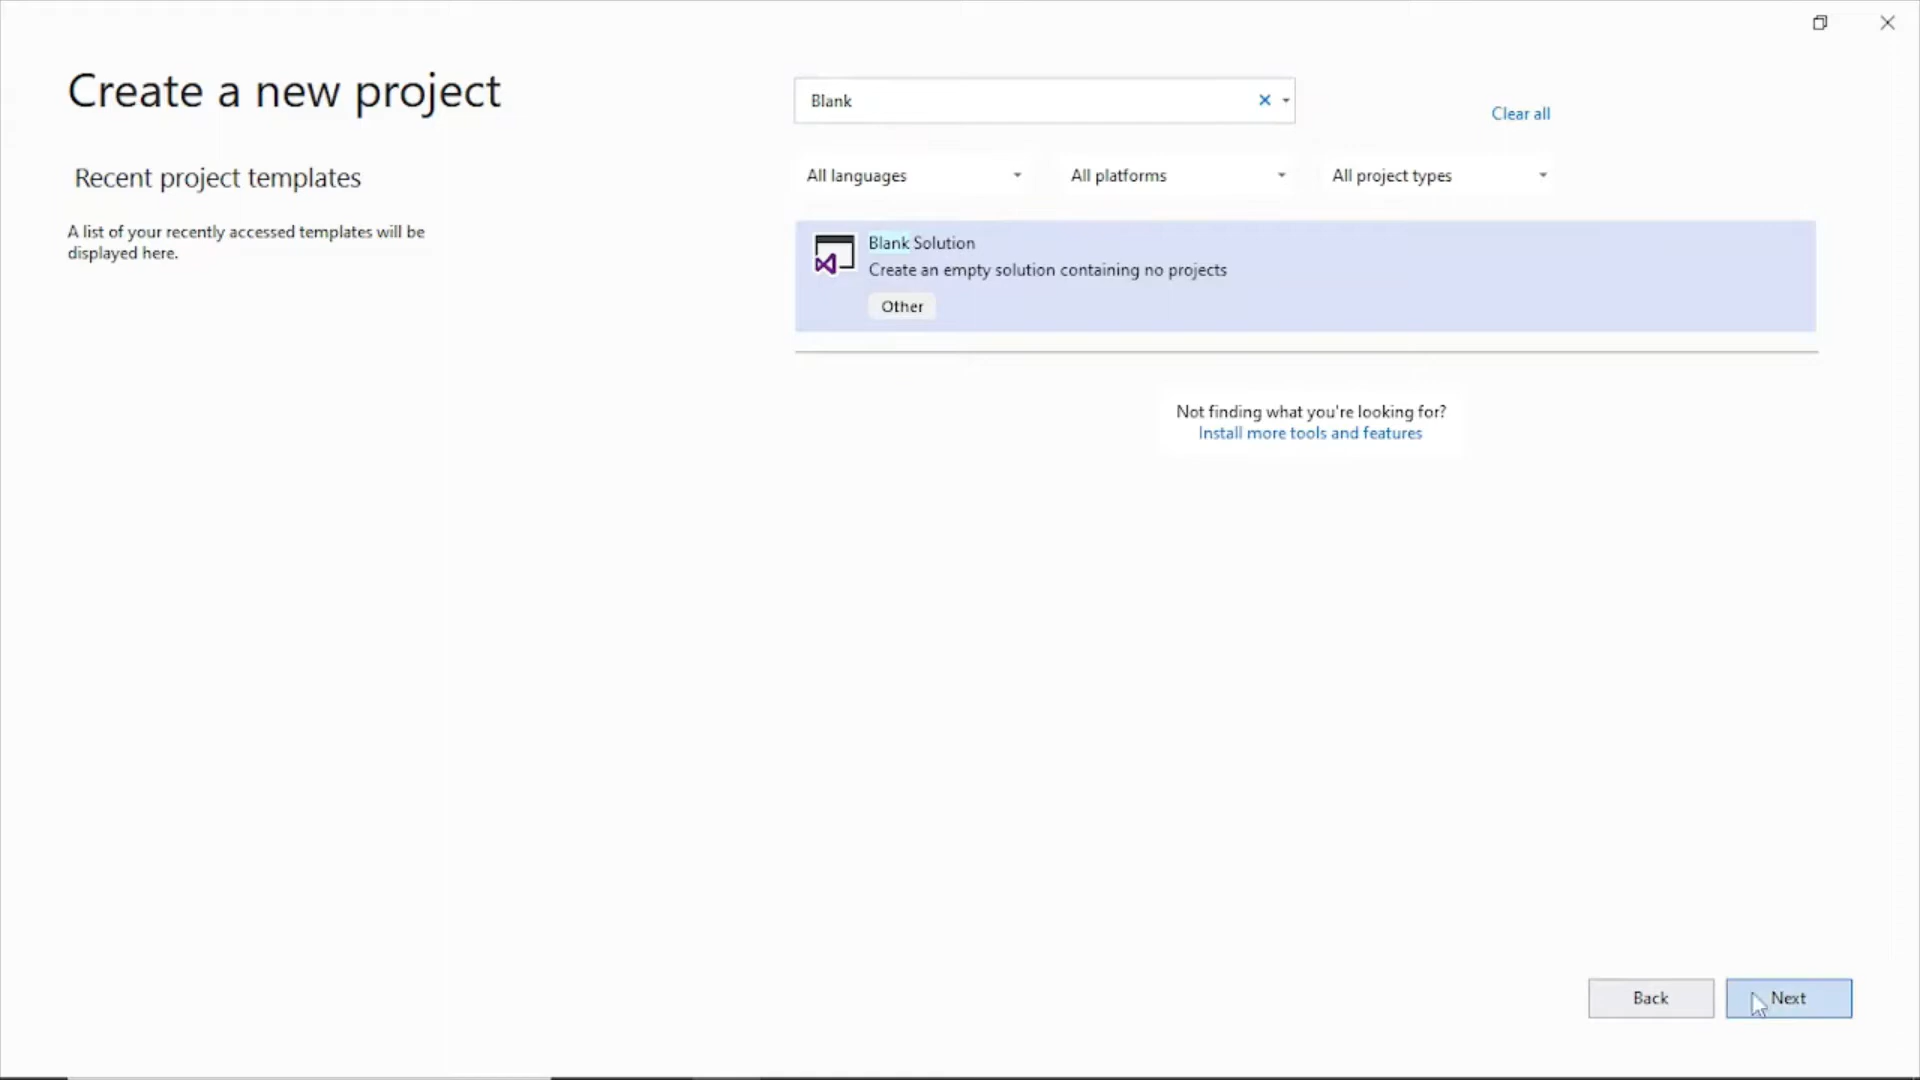 Create a new project
Recent project templates
A list of your recently accessed templates will be
displayed here.
Blank
Clear all
All languages
All platforms
All project types
Blank Solution
Create an empty solution containing no projects
Other
Not finding what you're looking for?
Install more tools and features
Back
Next